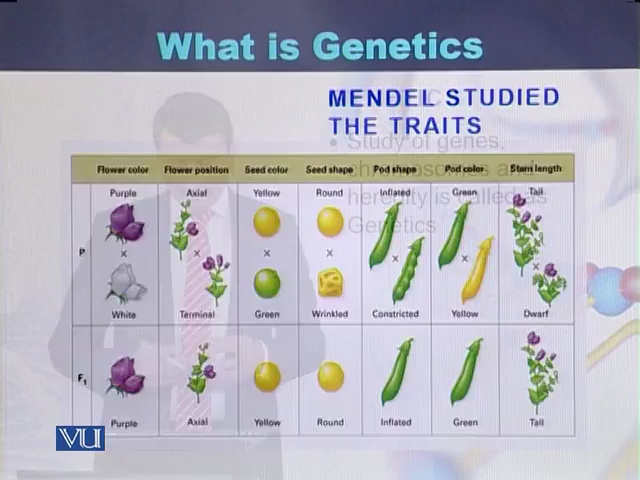 What is Genetics
MENDEL STUDIED
THE TRAITS
Study of genes,
chromosomes and
heredity is called as
Genetics
Flower color Flower position Seed color Seed shape Pod shape Pod color Stem length
Purple Axial Yellow Round Inflated Green Tall
P
x x x x x x x
White Terminal Green Wrinkled Constricted Yellow Dwarf
F1
Purple Axial Yellow Round Inflated Green Tall
VU